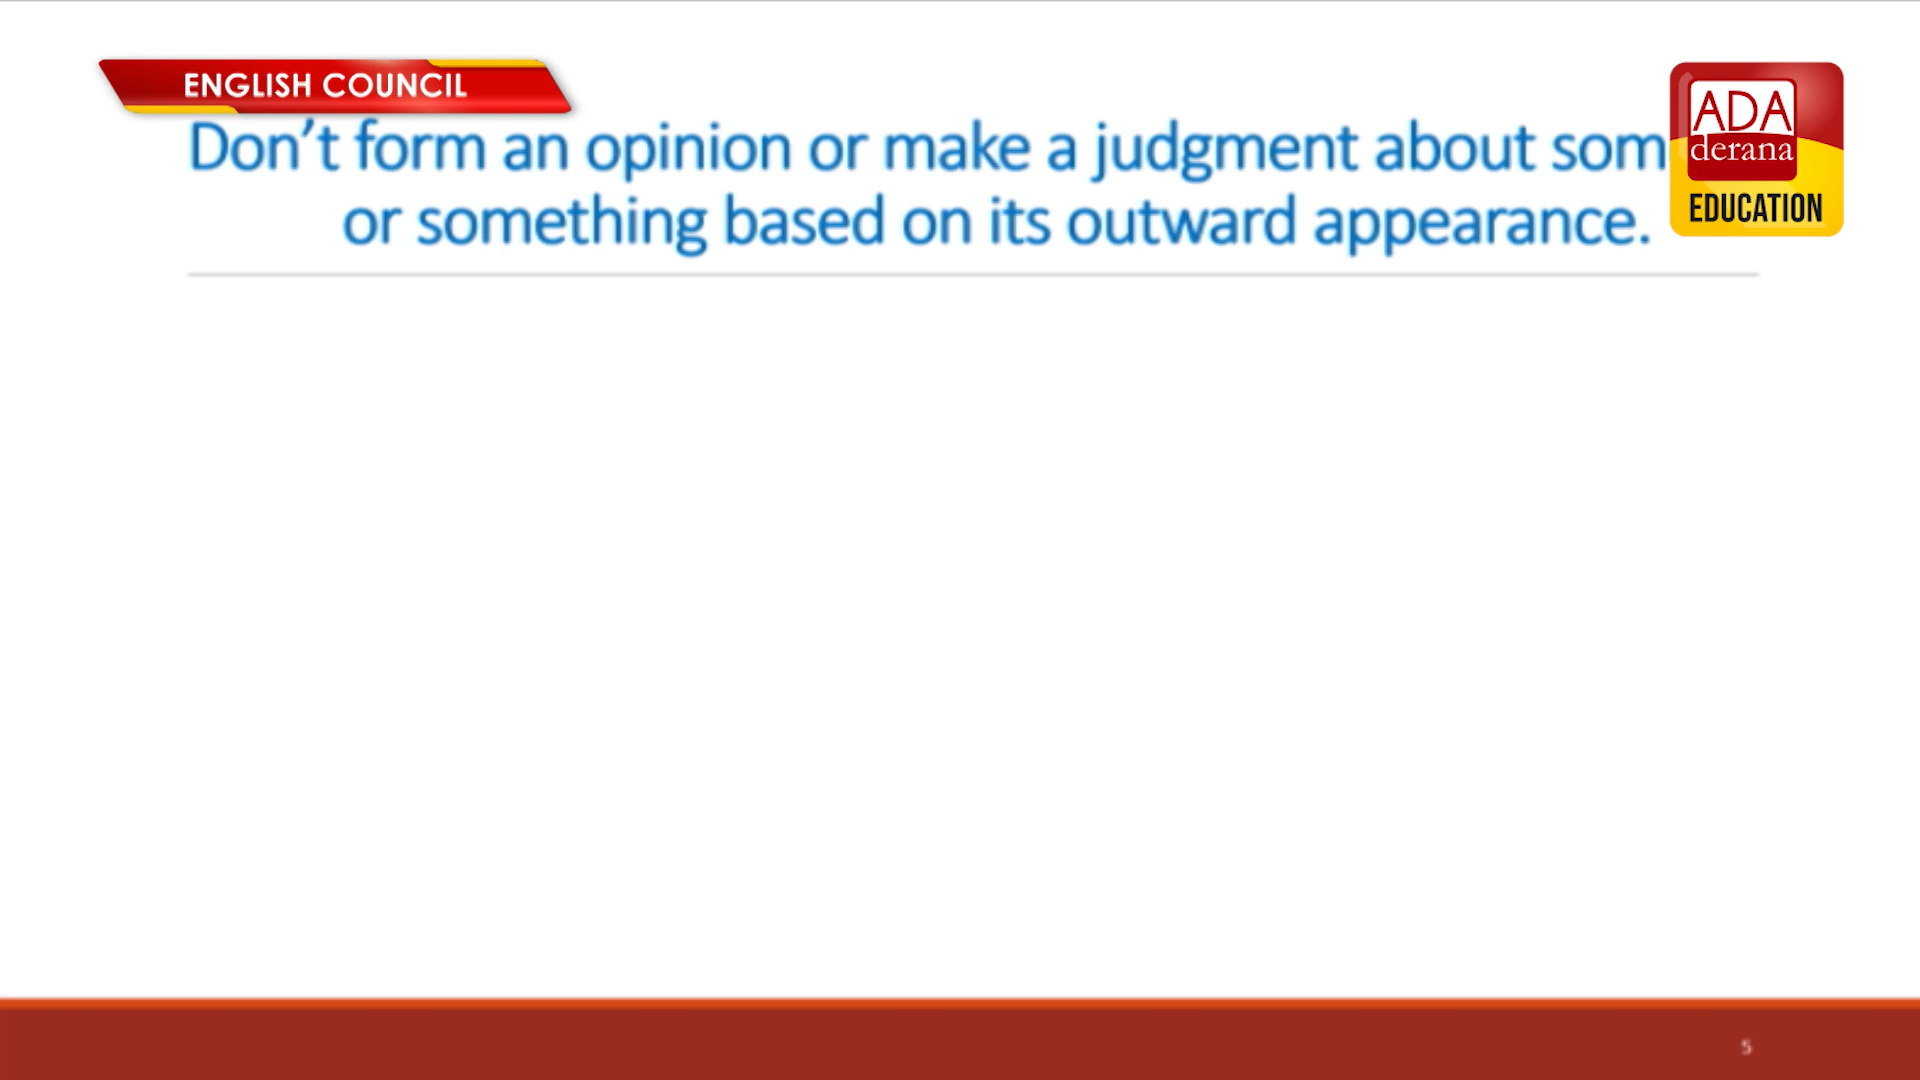 ENGLISH COUNCIL
Don't form an opinion or make a judgment about som
or something based on its outward appearance.
ADA
derana
EDUCATION
5